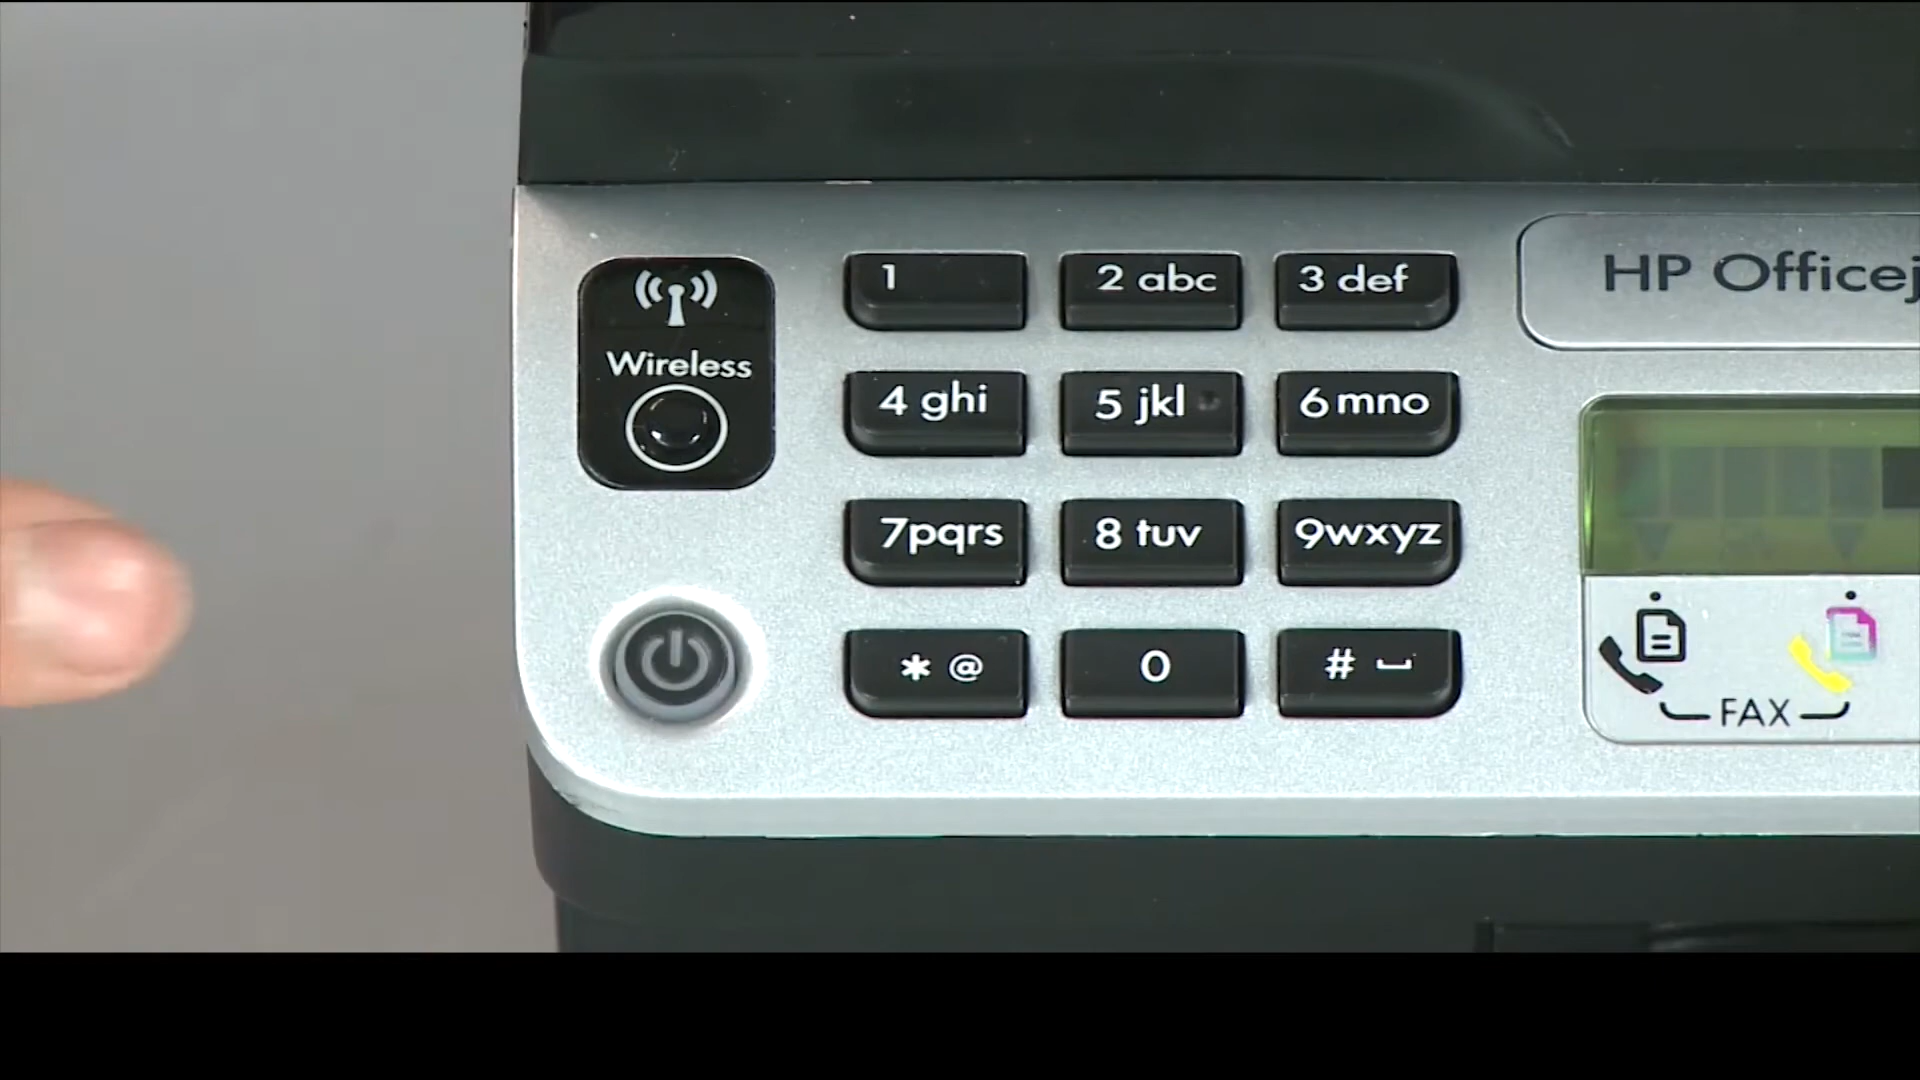 Wireless
1
2 abc
3 def
4 ghi
5 jkl
6 mno
7pqrs
8 tuv
9wxyz
* @
0
# ⎵
HP Officej
FAX